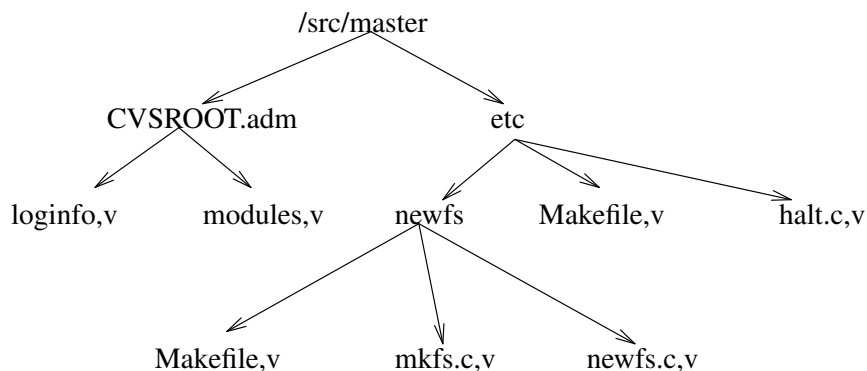 /src/master
CVSROOT.adm etc
loginfo,v modules,v newfs Makefile,v halt.c,v
Makefile,v mkfs.c,v newfs.c,v